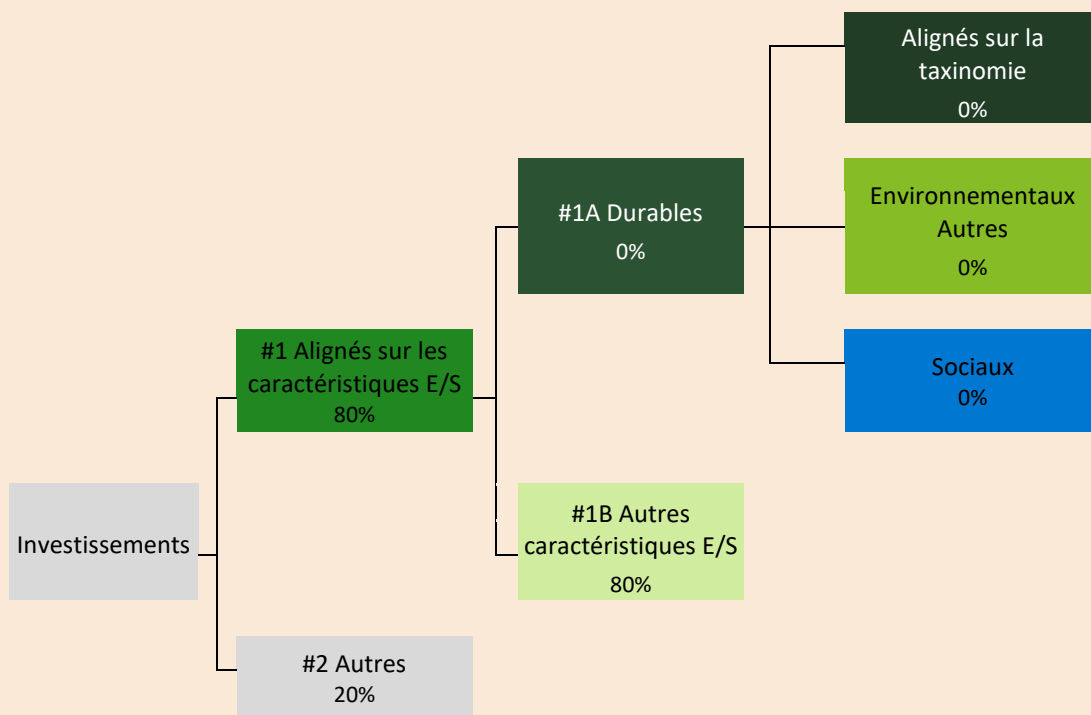 Alignés sur la
taxinomie
0%
#1A Durables
0%
Environnementaux
Autres
0%
#1 Alignés sur les
caractéristiques E/S
80%
Sociaux
0%
Investissements
#1B Autres
caractéristiques E/S
80%
#2 Autres
20%